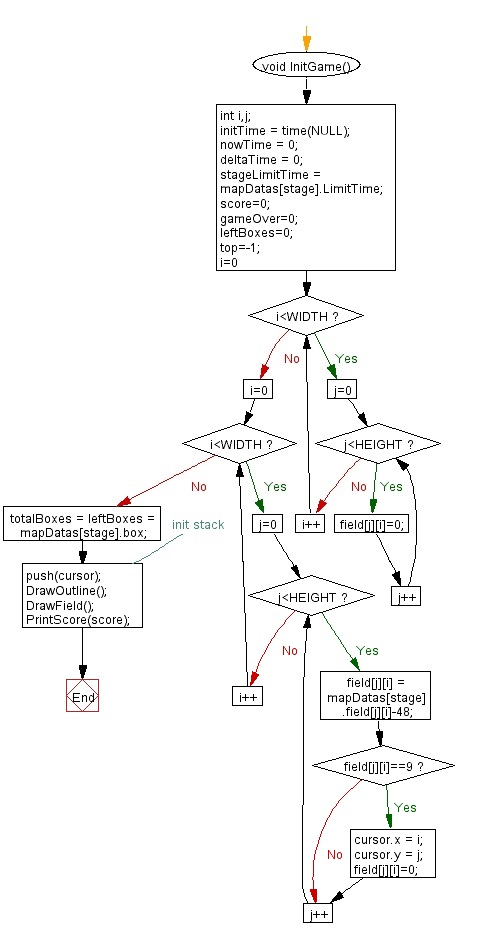 void InitGame()
int i,j;
initTime = time(NULL);
nowTime = 0;
deltaTime = 0;
stageLimitTime =
mapDatas[stage].LimitTime;
score=0;
gameOver=0;
leftBoxes=0;
top=-1;
i=0
i<WIDTH ?
No
Yes
i=0
j=0
i<WIDTH ?
j<HEIGHT ?
No
Yes
No
Yes
totalBoxes = leftBoxes =
mapDatas[stage].box;
init stack
j=0
i++
field[j][i]=0;
push(cursor);
DrawOutline();
DrawField();
PrintScore(score);
j<HEIGHT ?
j++
No
Yes
End
i++
field[j][i] =
mapDatas[stage]
.field[j][i]-48;
field[j][i]==9 ?
Yes
No
cursor.x = i;
cursor.y = j;
field[j][i]=0;
j++